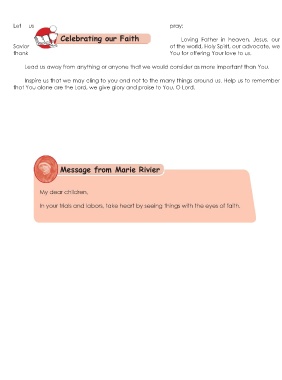 Let us pray;
Celebrating our Faith
Loving Father in heaven, Jesus, our
Savior of the world, Holy Spirit, our advocate, we
thank You for offering Your love to us.
Lead us away from anything or anyone that we would consider as more important than You.
Inspire us that we may cling to you and not to the many things around us. Help us to remember
that You alone are the Lord, we give glory and praise to You, O Lord.
Message from Marie Rivier
My dear children,
In your trials and labors, take heart by seeing things with the eyes of faith.